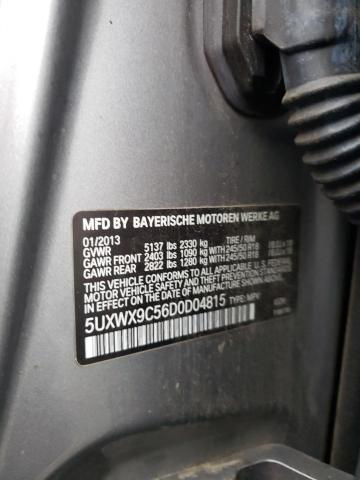 MFD BY BAYERISCHE MOTOREN WERKE AG
01/2013 TIRE / RIM
GVWR 5137 lbs 2330 kg
GAWR FRONT 2403 lbs 1090 kg WITH 245/50 R18
GAWR REAR 2822 lbs 1280 kg WITH 245/50 R18
THIS VEHICLE CONFORMS TO ALL APPLICABLE U.S. FEDERAL
MOTOR VEHICLE SAFETY STANDARDS
IN EFFECT ON THE DATE OF MANUFACTURE SHOWN ABOVE.
5UXWX9C56D0D04815 TYPE: MPV